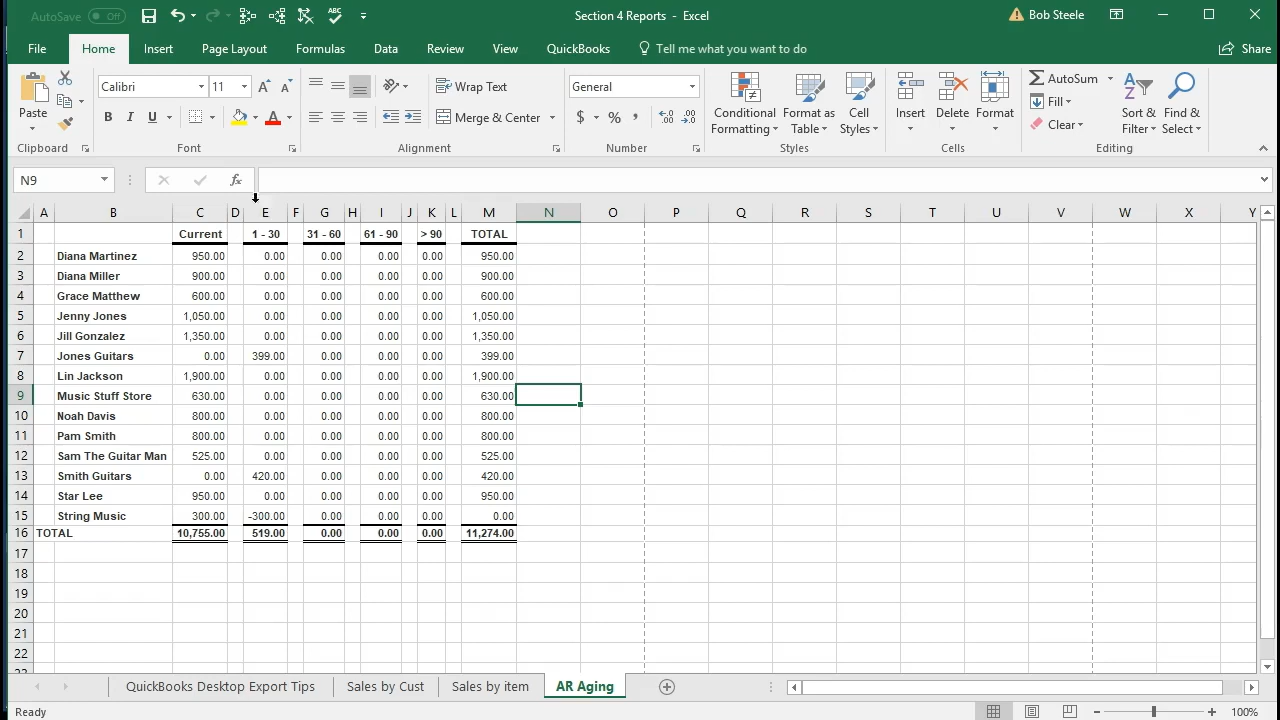 AutoSave Off Section 4 Reports - Excel Bob Steele
File Home Insert Page Layout Formulas Data Review View QuickBooks Tell me what you want to do Share
Paste Calibri 11 Wrap Text General Conditional Formatting Format as Table Cell Styles Insert Delete Format AutoSum Sort & Filter Find & Select
B I U Merge & Center $ % , Fill Clear
Clipboard Font Alignment Number Styles Cells Editing
N9 fx
A B C D E F G H I J K L M N O P Q R S T U V W X Y
1 Current 1 - 30 31 - 60 61 - 90 > 90 TOTAL
2 Diana Martinez 950.00 0.00 0.00 0.00 0.00 950.00
3 Diana Miller 900.00 0.00 0.00 0.00 0.00 900.00
4 Grace Matthew 600.00 0.00 0.00 0.00 0.00 600.00
5 Jenny Jones 1,050.00 0.00 0.00 0.00 0.00 1,050.00
6 Jill Gonzalez 1,350.00 0.00 0.00 0.00 0.00 1,350.00
7 Jones Guitars 0.00 399.00 0.00 0.00 0.00 399.00
8 Lin Jackson 1,900.00 0.00 0.00 0.00 0.00 1,900.00
9 Music Stuff Store 630.00 0.00 0.00 0.00 0.00 630.00
10 Noah Davis 800.00 0.00 0.00 0.00 0.00 800.00
11 Pam Smith 800.00 0.00 0.00 0.00 0.00 800.00
12 Sam The Guitar Man 525.00 0.00 0.00 0.00 0.00 525.00
13 Smith Guitars 0.00 420.00 0.00 0.00 0.00 420.00
14 Star Lee 950.00 0.00 0.00 0.00 0.00 950.00
15 String Music 300.00 -300.00 0.00 0.00 0.00 0.00
16 TOTAL 10,755.00 519.00 0.00 0.00 0.00 11,274.00
17
18
19
20
21
22
QuickBooks Desktop Export Tips Sales by Cust Sales by item AR Aging
Ready 100%